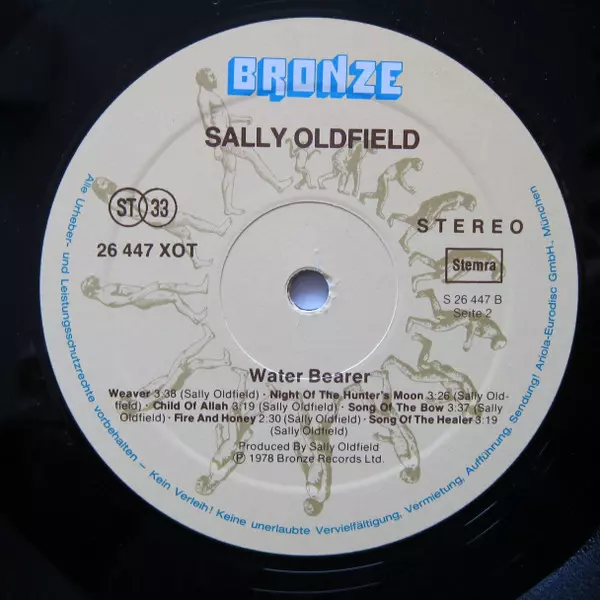 BRONZE
SALLY OLDFIELD
ST 33
26 447 XOT
STEREO
Stemra
S 26 447 B
Seite 2
Water Bearer
Weaver 3:38 (Sally Oldfield) · Night Of The Hunter's Moon 3:26 (Sally Old-
field) · Child Of Allah 3:19 (Sally Oldfield) · Song Of The Bow 3:37 (Sally
Oldfield) · Fire And Honey 2:30 (Sally Oldfield) · Song Of The Healer 3:19
(Sally Oldfield)
Produced By Sally Oldfield
℗ 1978 Bronze Records Ltd.
Alle Urheber- und Leistungsschutzrechte vorbehalten – Kein Verleih! Keine unerlaubte Vervielfältigung, Vermietung, Aufführung, Sendung! Ariola-Eurodisc GmbH., München